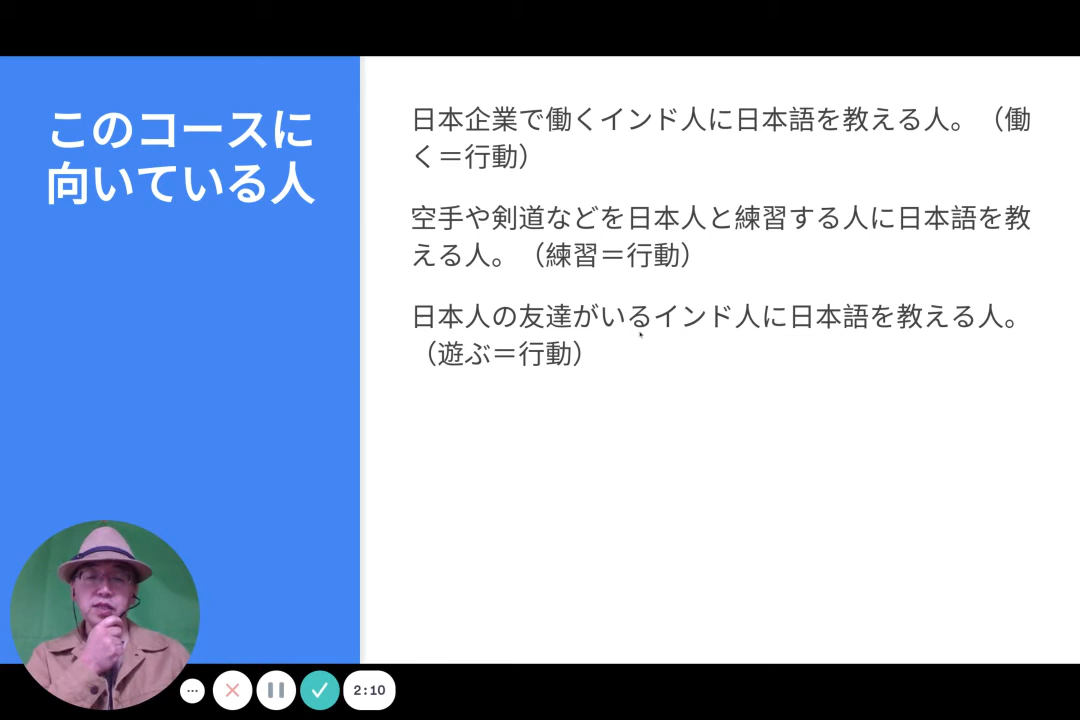 このコースに
向いている人
日本企業で働くインド人に日本語を教える人。（働
く＝行動）
空手や剣道などを日本人と練習する人に日本語を教
える人。（練習＝行動）
日本人の友達がいるインド人に日本語を教える人。
（遊ぶ＝行動）
2:10